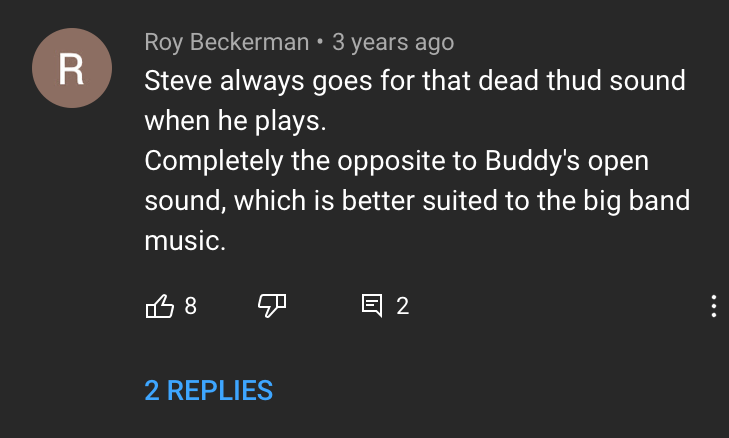 R
Roy Beckerman • 3 years ago
Steve always goes for that dead thud sound
when he plays.
Completely the opposite to Buddy's open
sound, which is better suited to the big band
music.
8 2
2 REPLIES